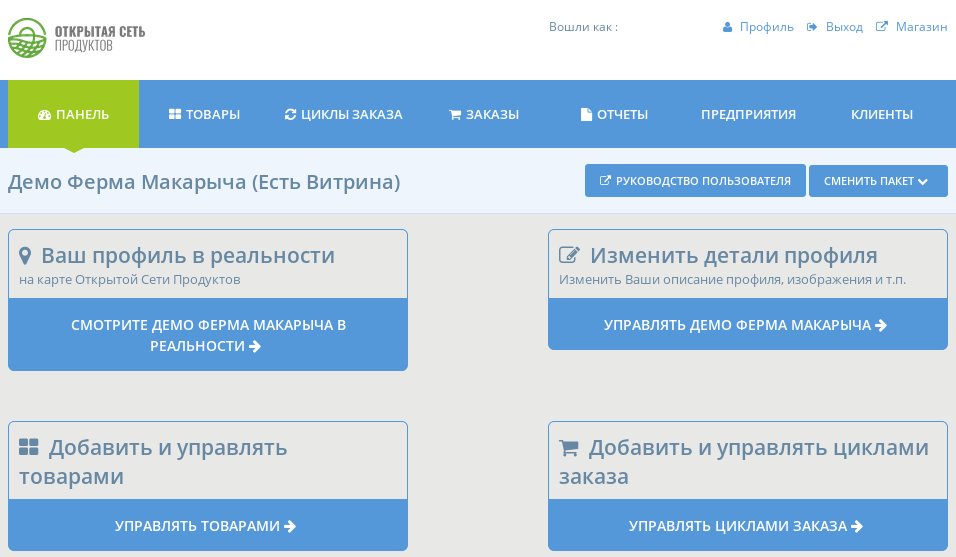 ОТКРЫТАЯ СЕТЬ
ПРОДУКТОВ
Вошли как :
Профиль Выход Магазин
ПАНЕЛЬ ТОВАРЫ ЦИКЛЫ ЗАКАЗА ЗАКАЗЫ ОТЧЕТЫ ПРЕДПРИЯТИЯ КЛИЕНТЫ
Демо Ферма Макарыча (Есть Витрина)
РУКОВОДСТВО ПОЛЬЗОВАТЕЛЯ
СМЕНИТЬ ПАКЕТ
Ваш профиль в реальности
на карте Открытой Сети Продуктов
СМОТРИТЕ ДЕМО ФЕРМА МАКАРЫЧА В
РЕАЛЬНОСТИ
Изменить детали профиля
Изменить Ваши описание профиля, изображения и т.п.
УПРАВЛЯТЬ ДЕМО ФЕРМА МАКАРЫЧА
Добавить и управлять
товарами
УПРАВЛЯТЬ ТОВАРАМИ
Добавить и управлять циклами
заказа
УПРАВЛЯТЬ ЦИКЛАМИ ЗАКАЗА